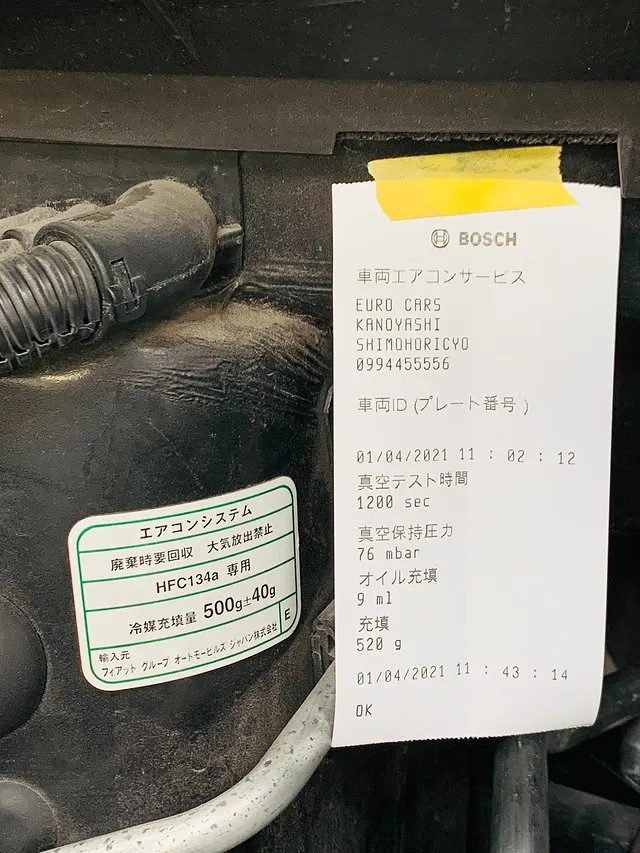 BOSCH
車両エアコンサービス
EURO CARS
KANOYASHI
SHIMOHORICYO
0994455556
車両ID (プレート番号 )
01/04/2021 11 : 02 : 12
真空テスト時間
1200 sec
真空保持圧力
76 mbar
オイル充填
9 ml
充填
520 g
01/04/2021 11 : 43 : 14
OK
エアコンシステム
廃棄時要回収 大気放出禁止
HFC134a 専用
冷媒充填量 500g±40g
輸入元
フィアット グループ オートモービルズ ジャパン株式会社
E